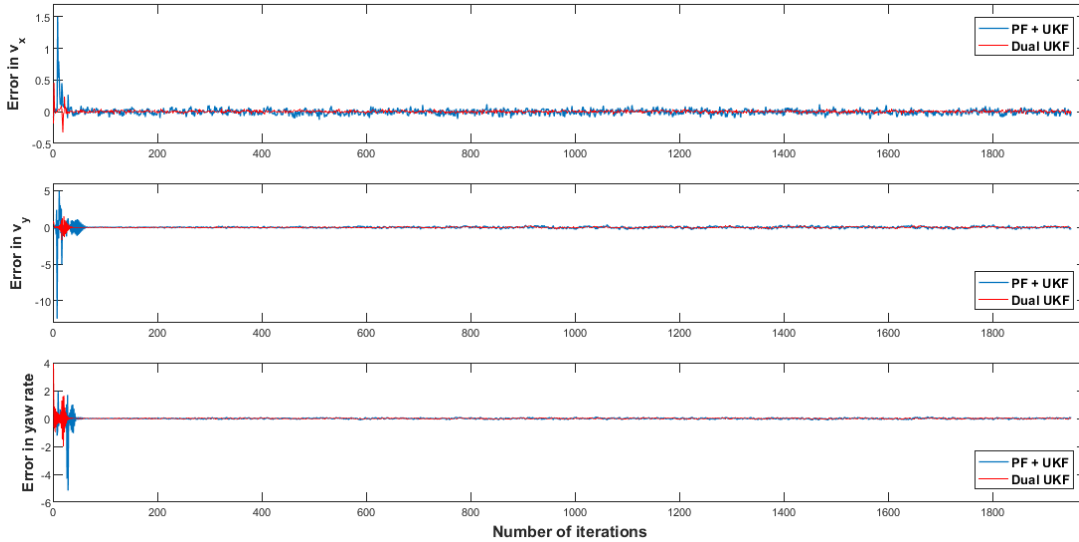 Error in v_x
1.5
1
0.5
0
-0.5
PF + UKF
Dual UKF
0 200 400 600 800 1000 1200 1400 1600 1800
Error in v_y
5
0
-5
-10
PF + UKF
Dual UKF
0 200 400 600 800 1000 1200 1400 1600 1800
Error in yaw rate
4
2
0
-2
-4
-6
PF + UKF
Dual UKF
0 200 400 600 800 1000 1200 1400 1600 1800
Number of iterations